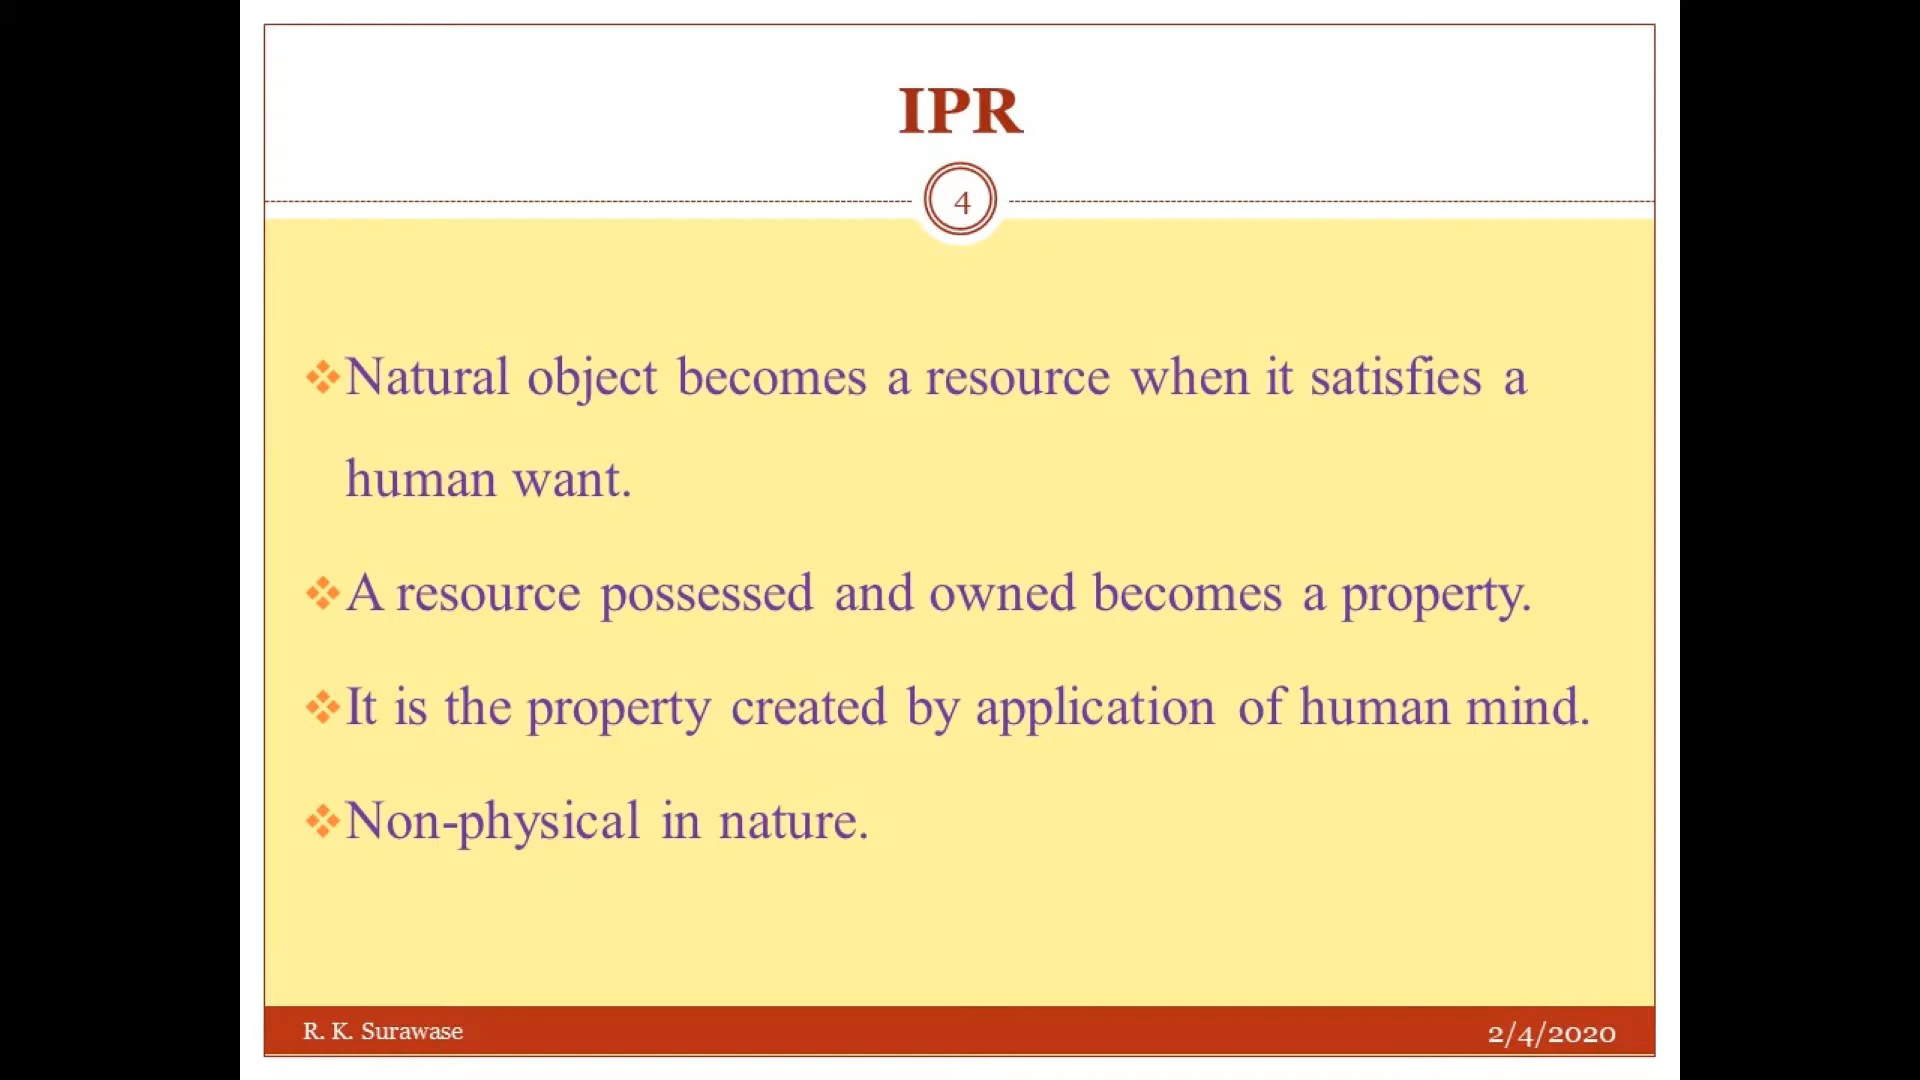 IPR
4
Natural object becomes a resource when it satisfies a
human want.
A resource possessed and owned becomes a property.
It is the property created by application of human mind.
Non-physical in nature.
R. K. Surawase
2/4/2020